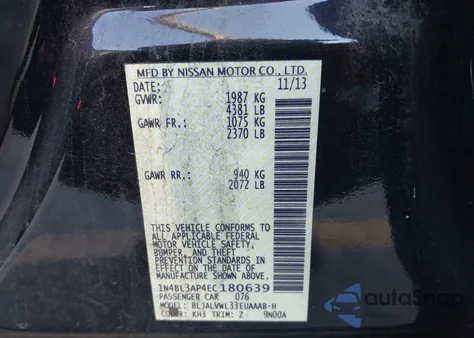 MFD BY NISSAN MOTOR CO., LTD.
DATE: 11/13
GVWR: 1987 KG
4381 LB
GAWR FR.: 1075 KG
2370 LB
GAWR RR.: 940 KG
2072 LB
THIS VEHICLE CONFORMS TO
ALL APPLICABLE FEDERAL
MOTOR VEHICLE SAFETY,
BUMPER, AND THEFT
PREVENTION STANDARDS IN
EFFECT ON THE DATE OF
MANUFACTURE SHOWN ABOVE.
1N4BL3AP4EC180639
PASSENGER CAR 076
MODEL: BLJALVWL33EUAAAB-H
COLOR: KH3 TRIM: Z 9N00A
AutoSnap